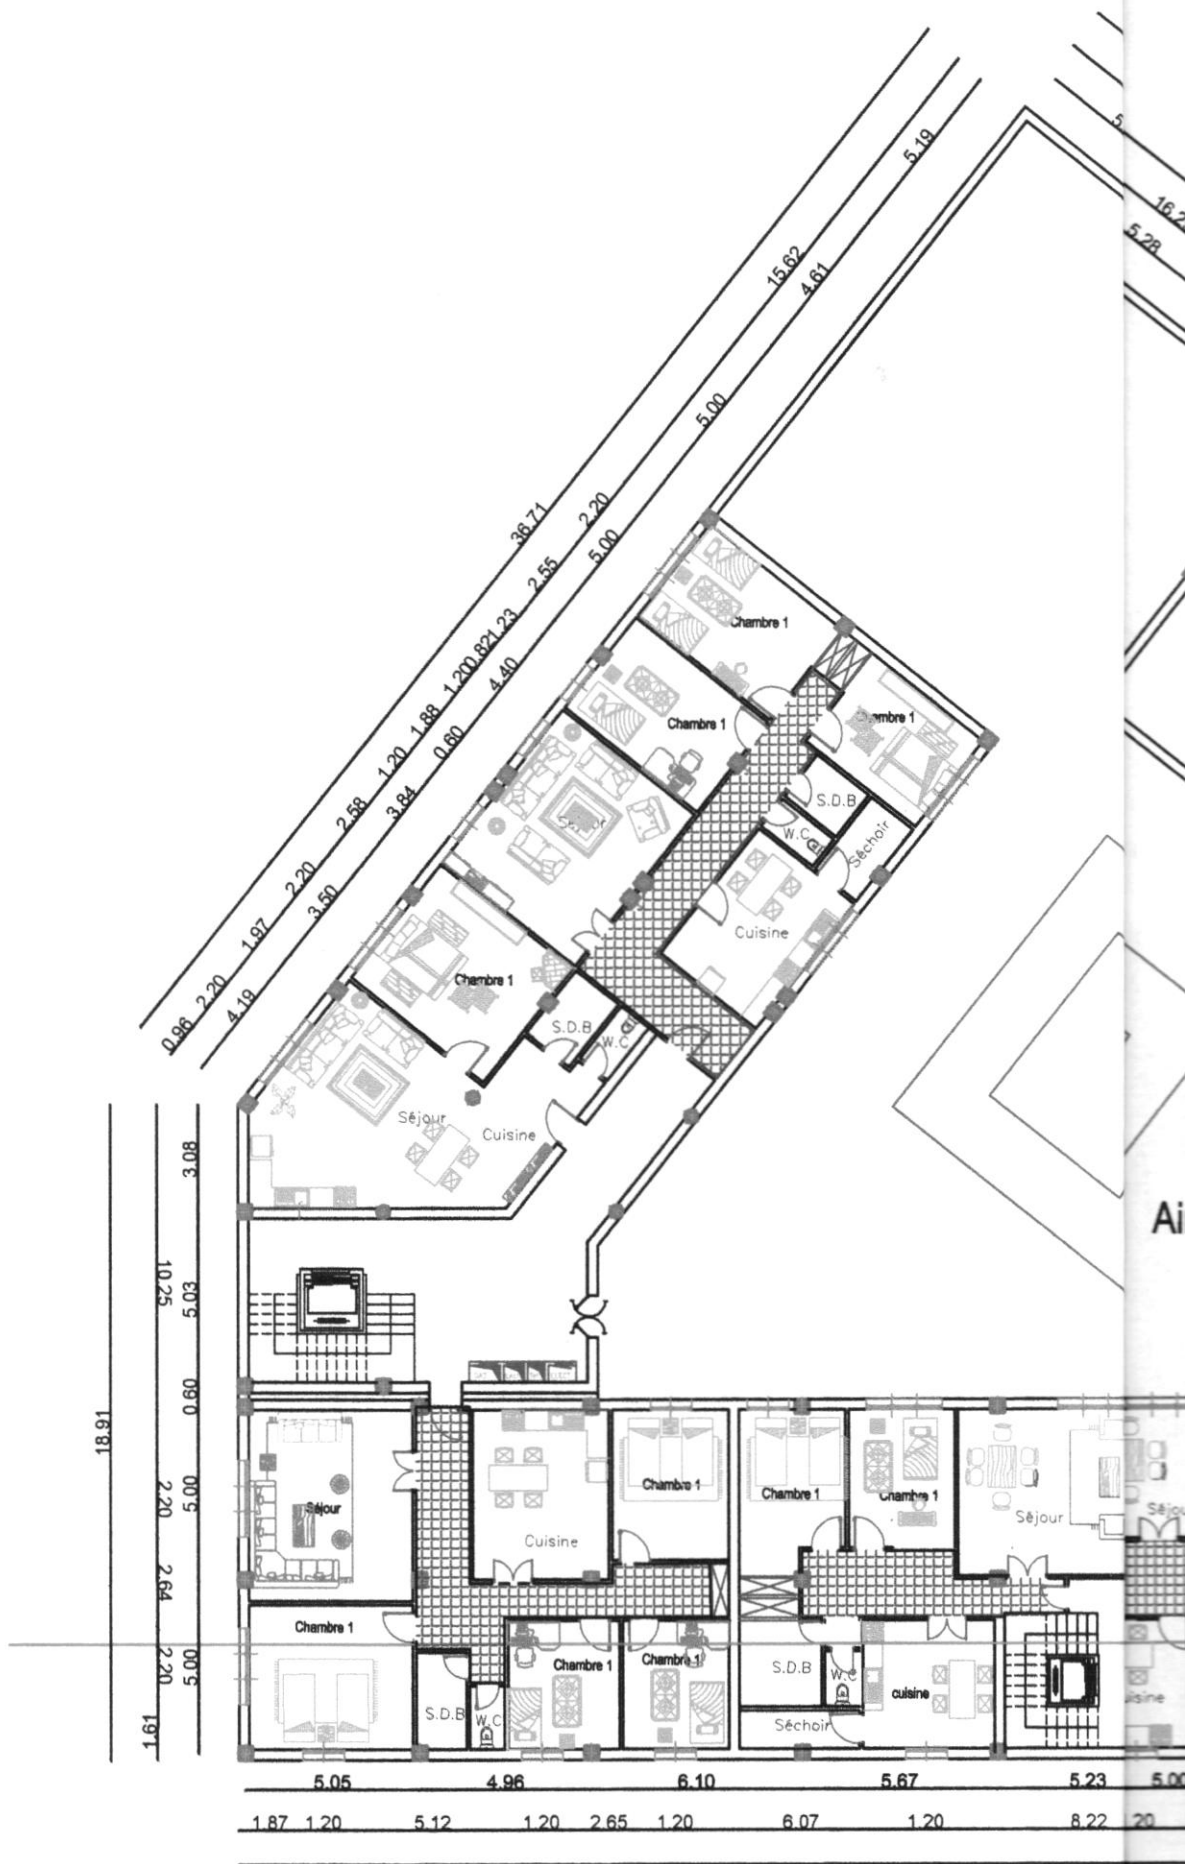 5.19
16.2
5.28
15.62
4.61
5.00
36.71
2.20
5.00
2.55
1.23
0.82
1.20
4.40
1.88
0.60
1.20
3.84
2.58
2.20
3.50
1.97
2.20
4.19
0.96
Chambre 1
Chambre 1
Chambre 1
S.D.B
W.C
Séchoir
Séjour
Cuisine
Chambre 1
S.D.B
W.C
Séjour
Cuisine
3.08
10.25
5.03
0.60
18.91
2.20
5.00
2.64
2.20
5.00
1.61
Ai
Séjour
Cuisine
Chambre 1
Chambre 1
Chambre 1
Séjour
Séjou
Chambre 1
Chambre 1
Chambre 1
S.D.B
W.C
S.D.B
W.C
cuisine
uisine
Séchoir
5.05 4.96 6.10 5.67 5.23 5.00
1.87 1.20 5.12 1.20 2.65 1.20 6.07 1.20 8.22 20